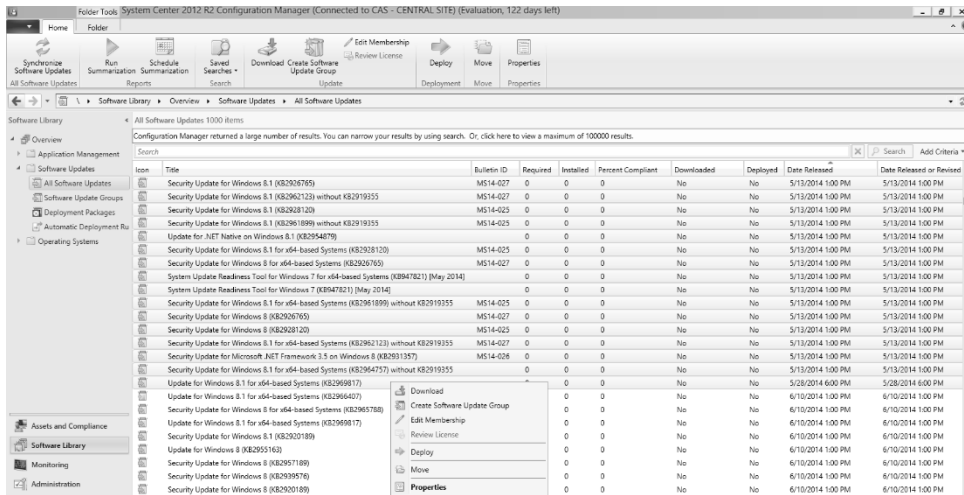 Folder Tools System Center 2012 R2 Configuration Manager (Connected to CAS - CENTRAL SITE) (Evaluation, 122 days left)
Home Folder
Synchronize Software Updates
Run Summarization
Schedule Summarization
Saved Searches
Download
Create Software Update Group
Edit Membership
Review License
Deploy
Move
Properties
All Software Updates Reports Search Update Deployment Move Properties
\ Software Library Overview Software Updates All Software Updates
Software Library
Overview
Application Management
Software Updates
All Software Updates
Software Update Groups
Deployment Packages
Automatic Deployment Ru
Operating Systems
Assets and Compliance
Software Library
Monitoring
Administration
All Software Updates 1000 items
Configuration Manager returned a large number of results. You can narrow your results by using search. Or, click here to view a maximum of 100000 results.
Search Search Add Criteria
Icon Title Bulletin ID Required Installed Percent Compliant Downloaded Deployed Date Released Date Released or Revised
Security Update for Windows 8.1 (KB2926765) MS14-027 0 0 0 No No 5/13/2014 1:00 PM 5/13/2014 1:00 PM
Security Update for Windows 8.1 (KB2962123) without KB2919355 MS14-027 0 0 0 No No 5/13/2014 1:00 PM 5/13/2014 1:00 PM
Security Update for Windows 8.1 (KB2928120) MS14-025 0 0 0 No No 5/13/2014 1:00 PM 5/13/2014 1:00 PM
Security Update for Windows 8.1 (KB2961899) without KB2919355 MS14-025 0 0 0 No No 5/13/2014 1:00 PM 5/13/2014 1:00 PM
Update for .NET Native on Windows 8.1 (KB2954879) 0 0 0 No No 5/13/2014 1:00 PM 5/13/2014 1:00 PM
Security Update for Windows 8.1 for x64-based Systems (KB2928120) MS14-025 0 0 0 No No 5/13/2014 1:00 PM 5/13/2014 1:00 PM
Security Update for Windows 8 for x64-based Systems (KB2926765) MS14-027 0 0 0 No No 5/13/2014 1:00 PM 5/13/2014 1:00 PM
System Update Readiness Tool for Windows 7 for x64-based Systems (KB947821) [May 2014] 0 0 0 No No 5/13/2014 1:00 PM 5/13/2014 1:00 PM
System Update Readiness Tool for Windows 7 (KB947821) [May 2014] 0 0 0 No No 5/13/2014 1:00 PM 5/13/2014 1:00 PM
Security Update for Windows 8.1 for x64-based Systems (KB2961899) without KB2919355 MS14-025 0 0 0 No No 5/13/2014 1:00 PM 5/13/2014 1:00 PM
Security Update for Windows 8 (KB2926765) MS14-027 0 0 0 No No 5/13/2014 1:00 PM 5/13/2014 1:00 PM
Security Update for Windows 8 (KB2928120) MS14-025 0 0 0 No No 5/13/2014 1:00 PM 5/13/2014 1:00 PM
Security Update for Windows 8.1 for x64-based Systems (KB2962123) without KB2919355 MS14-027 0 0 0 No No 5/13/2014 1:00 PM 5/13/2014 1:00 PM
Security Update for Microsoft .NET Framework 3.5 on Windows 8 (KB2931357) MS14-026 0 0 0 No No 5/13/2014 1:00 PM 5/13/2014 1:00 PM
Security Update for Windows 8.1 for x64-based Systems (KB2964757) without KB2919355 0 0 0 No No 5/13/2014 1:00 PM 5/13/2014 1:00 PM
Update for Windows 8.1 for x64-based Systems (KB2969817) 0 0 No No 5/28/2014 6:00 PM 5/28/2014 6:00 PM
Update for Windows 8.1 for x64-based Systems (KB2966407) 0 0 No No 6/10/2014 1:00 PM 6/10/2014 1:00 PM
Security Update for Windows 8 for x64-based Systems (KB2965788) 0 0 No No 6/10/2014 1:00 PM 6/10/2014 1:00 PM
Update for Windows 8.1 for x64-based Systems (KB2969817) 0 0 No No 6/10/2014 1:00 PM 6/10/2014 1:00 PM
Security Update for Windows 8.1 (KB2920189) 0 0 No No 6/10/2014 1:00 PM 6/10/2014 1:00 PM
Update for Windows 8 (KB2955163) 0 0 No No 6/10/2014 1:00 PM 6/10/2014 1:00 PM
Security Update for Windows 8 (KB2957189) 0 0 No No 6/10/2014 1:00 PM 6/10/2014 1:00 PM
Security Update for Windows 8 (KB2939576) 0 0 No No 6/10/2014 1:00 PM 6/10/2014 1:00 PM
Security Update for Windows 8 (KB2920189) 0 0 No No 6/10/2014 1:00 PM 6/10/2014 1:00 PM
Download
Create Software Update Group
Edit Membership
Review License
Deploy
Move
Properties